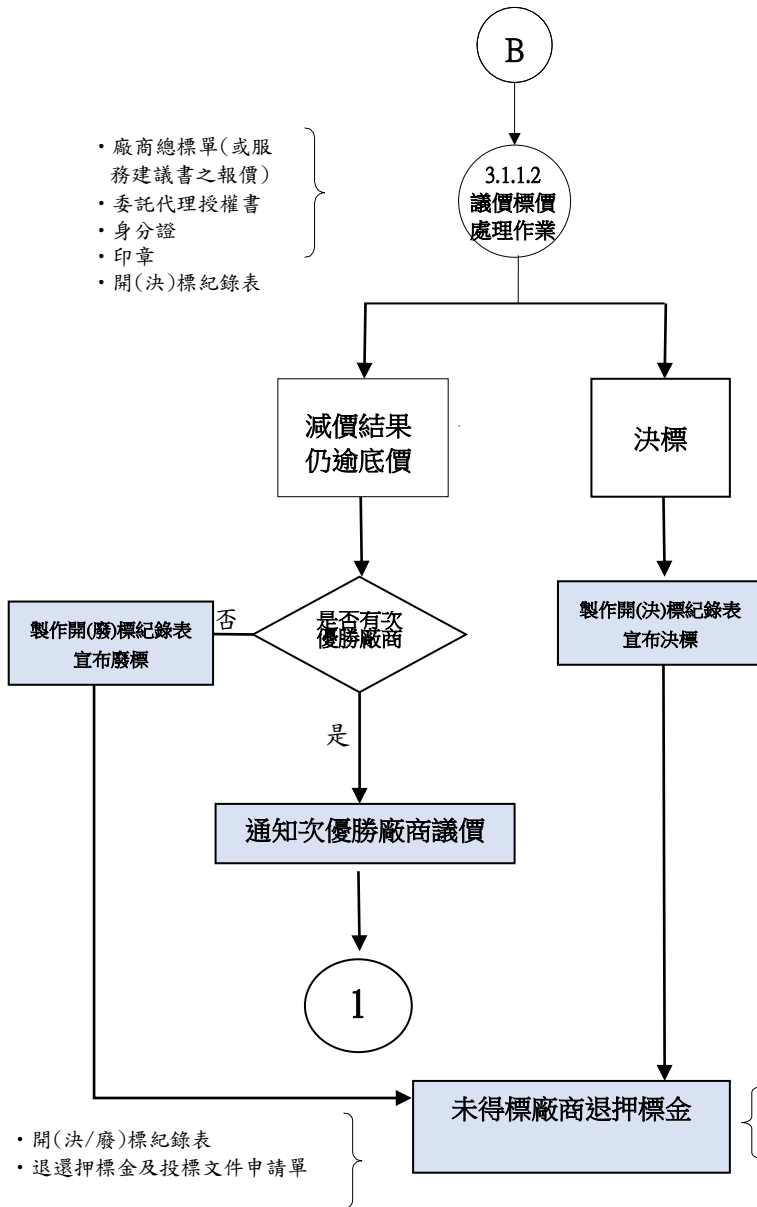 B
・廠商總標單(或服
務建議書之報價)
・委託代理授權書
・身分證
・印章
・開(決)標紀錄表
3.1.1.2
議價標價
處理作業
減價結果
仍逾底價
決標
是否有次
優勝廠商
否
製作開(廢)標紀錄表
宣布廢標
製作開(決)標紀錄表
宣布決標
是
通知次優勝廠商議價
1
未得標廠商退押標金
・開(決/廢)標紀錄表
・退還押標金及投標文件申請單